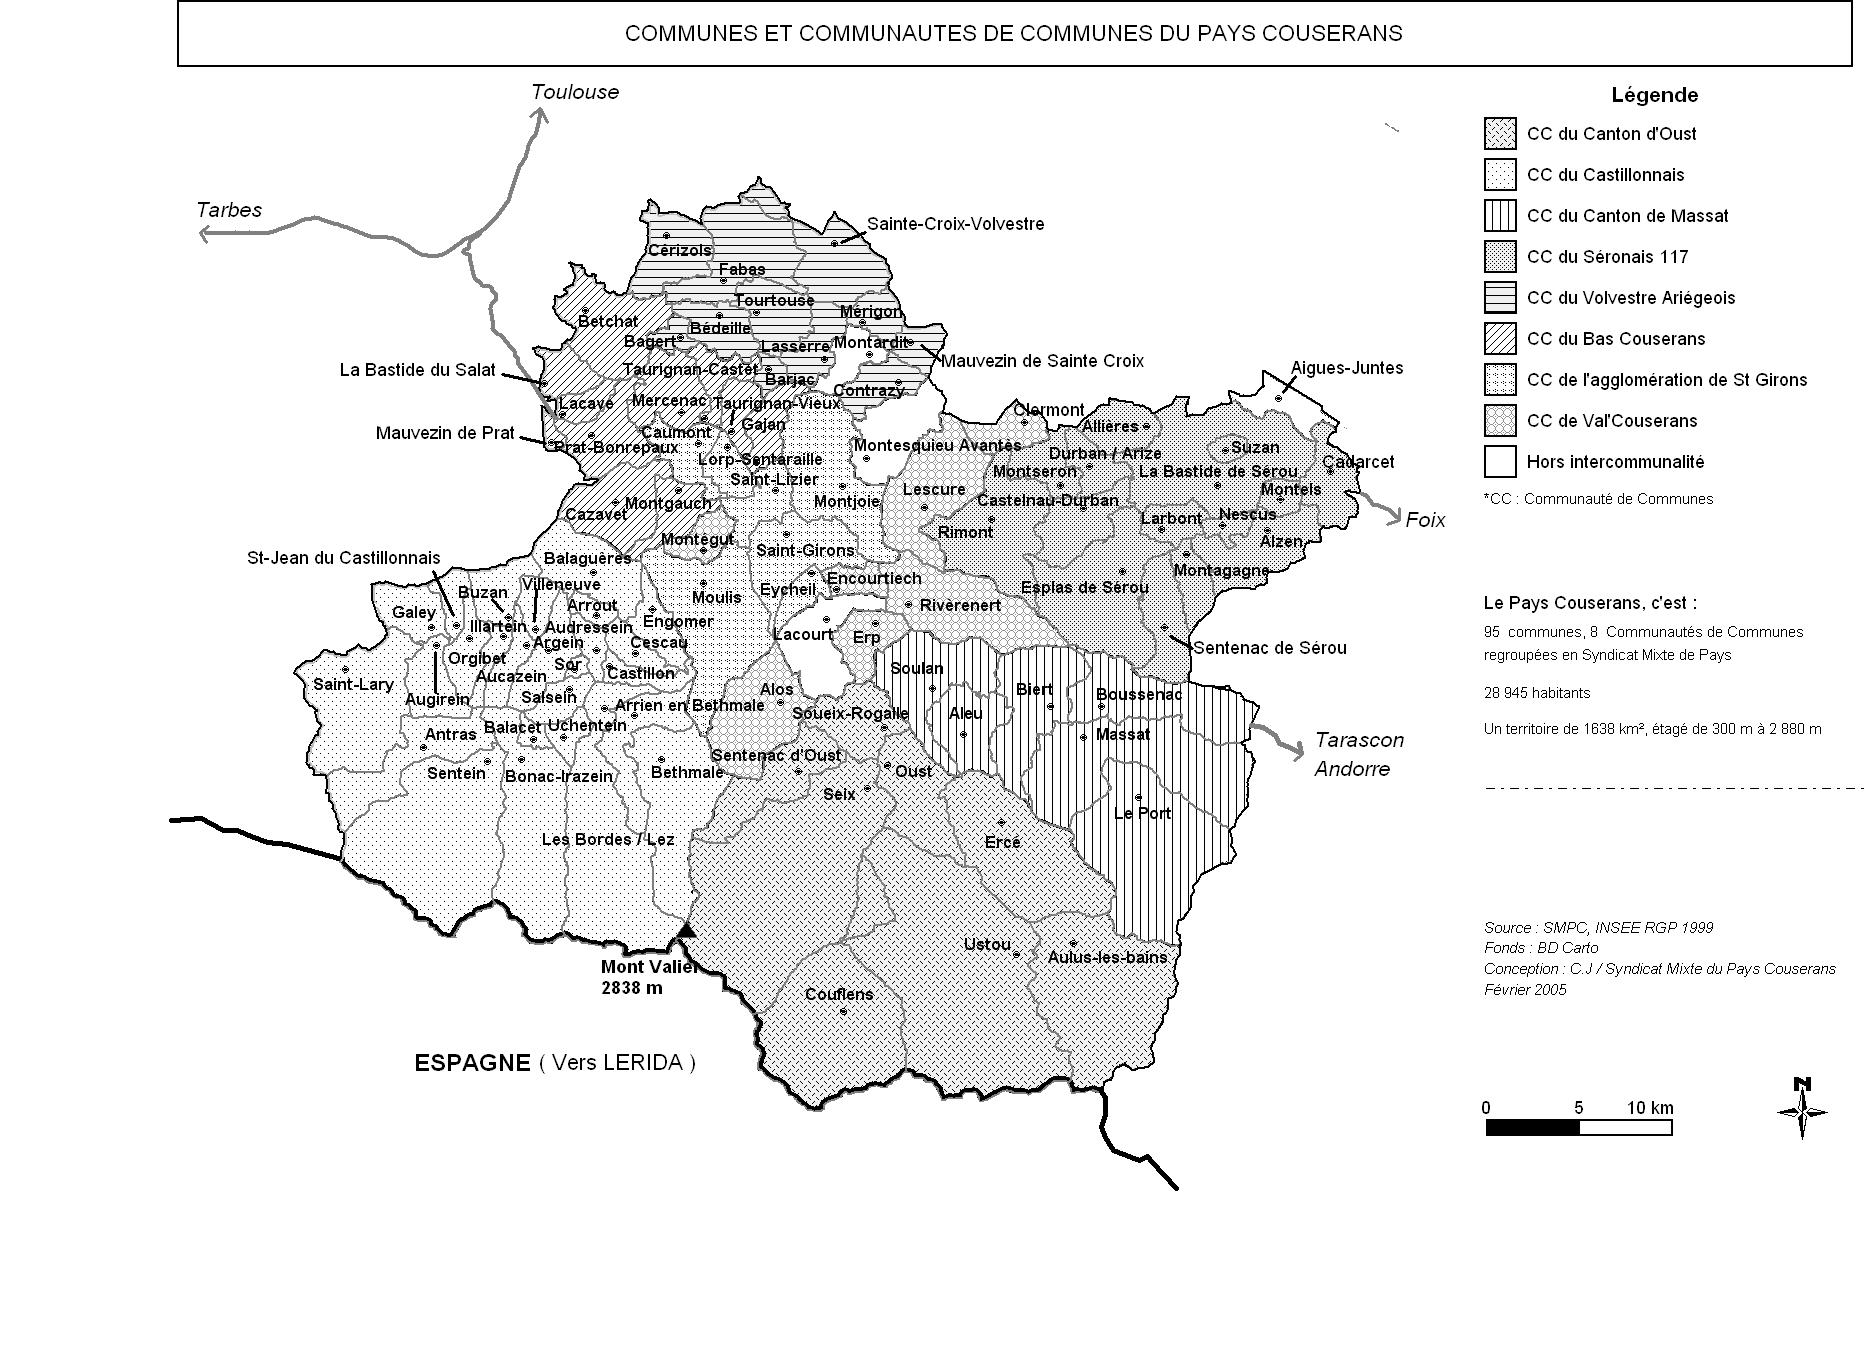 COMMUNES ET COMMUNAUTES DE COMMUNES DU PAYS COUSERANS
Toulouse
Tarbes
Sainte-Croix-Volvestre
Cérizols
Fabas
Tourtouse
Mérigon
Betchat
Bédeille
Bagert
Lasserre
Montardit
Mauvezin de Sainte Croix
La Bastide du Salat
Taurignan-Castet
Barjac
Contrazy
Aigues-Juntes
Lacave
Mercenac
Taurignan-Vieux
Clermont
Mauvezin de Prat
Caumont
Gajan
Allières
Prat-Bonrepaux
Lorp-Sentaraille
Montesquieu Avantès
Durban / Arize
Suzan
Cadarcet
Saint-Lizier
Montseron
La Bastide de Sérou
Montgauch
Montjoie
Lescure
Castelnau-Durban
Montels
Cazavet
Larbont
Nescus
Foix
Rimont
Alzen
Montégut
Saint-Girons
St-Jean du Castillonnais
Balaguères
Montagagne
Buzan
Villeneuve
Eycheil
Encourtiech
Esplas de Sérou
Galey
Arrout
Moulis
Rivèrenert
Illartein
Audressein
Engomer
Lacourt
Erp
Argein
Cescau
Sentenac de Sérou
Orgibet
Sor
Castillon
Soulan
Saint-Lary
Aucazein
Augirein
Salsein
Alos
Biert
Boussenac
Arrien en Bethmale
Soueix-Rogalle
Aleu
Balacet
Uchentein
Antras
Massat
Tarascon
Andorre
Sentenac d'Oust
Sentein
Bonac-Irazein
Bethmale
Oust
Seix
Le Port
Les Bordes / Lez
Ercé
Ustou
Aulus-les-bains
Mont Valier
2838 m
Couflens
ESPAGNE ( Vers LERIDA )
Légende
CC du Canton d'Oust
CC du Castillonnais
CC du Canton de Massat
CC du Séronais 117
CC du Volvestre Ariégeois
CC du Bas Couserans
CC de l'agglomération de St Girons
CC de Val'Couserans
Hors intercommunalité
*CC : Communauté de Communes
Le Pays Couserans, c'est :
95 communes, 8 Communautés de Communes
regroupées en Syndicat Mixte de Pays
28 945 habitants
Un territoire de 1638 km², étagé de 300 m à 2 880 m
Source : SMPC, INSEE RGP 1999
Fonds : BD Carto
Conception : C.J / Syndicat Mixte du Pays Couserans
Février 2005
N
0 5 10 km